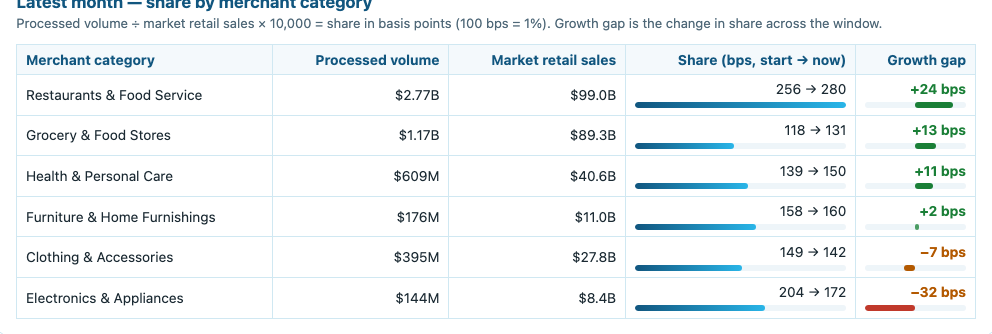 Latest month — share by merchant category
Processed volume ÷ market retail sales × 10,000 = share in basis points (100 bps = 1%). Growth gap is the change in share across the window.
Merchant category Processed volume Market retail sales Share (bps, start → now) Growth gap
Restaurants & Food Service $2.77B $99.0B 256 → 280 +24 bps
Grocery & Food Stores $1.17B $89.3B 118 → 131 +13 bps
Health & Personal Care $609M $40.6B 139 → 150 +11 bps
Furniture & Home Furnishings $176M $11.0B 158 → 160 +2 bps
Clothing & Accessories $395M $27.8B 149 → 142 −7 bps
Electronics & Appliances $144M $8.4B 204 → 172 −32 bps